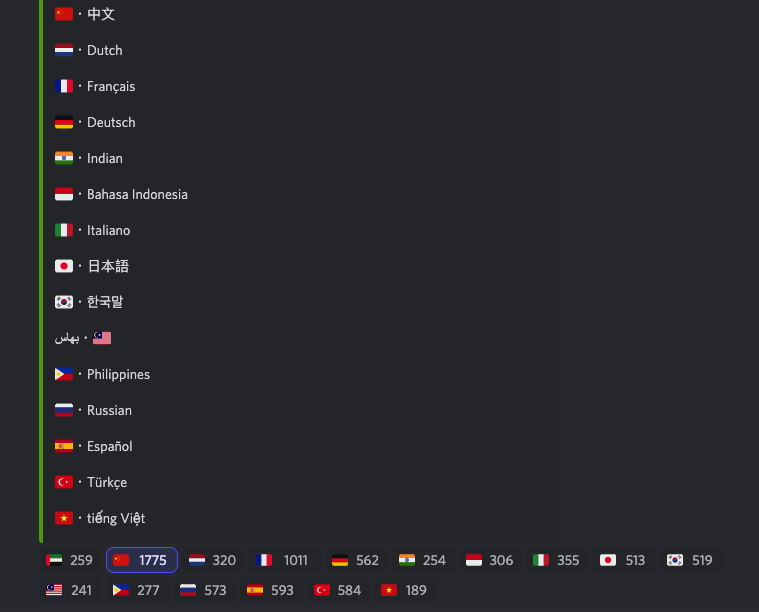 · 中文
· Dutch
· Français
· Deutsch
· Indian
· Bahasa Indonesia
· Italiano
· 日本語
· 한국말
بهاس ·
· Philippines
· Russian
· Español
· Türkçe
· tiếng Việt
259 1775 320 1011 562 254 306 355 513 519
241 277 573 593 584 189